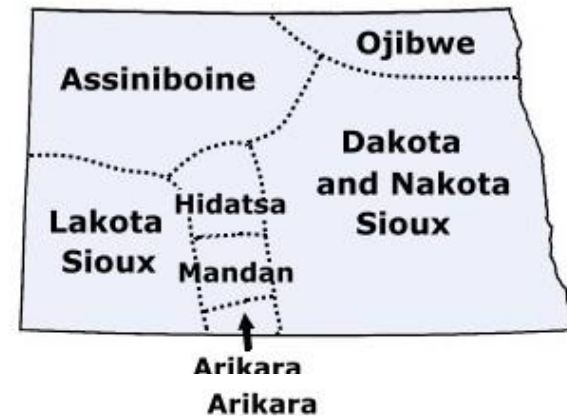 Ojibwe
Assiniboine
Dakota
and Nakota
Sioux
Hidatsa
Lakota
Sioux
Mandan
Arikara
Arikara